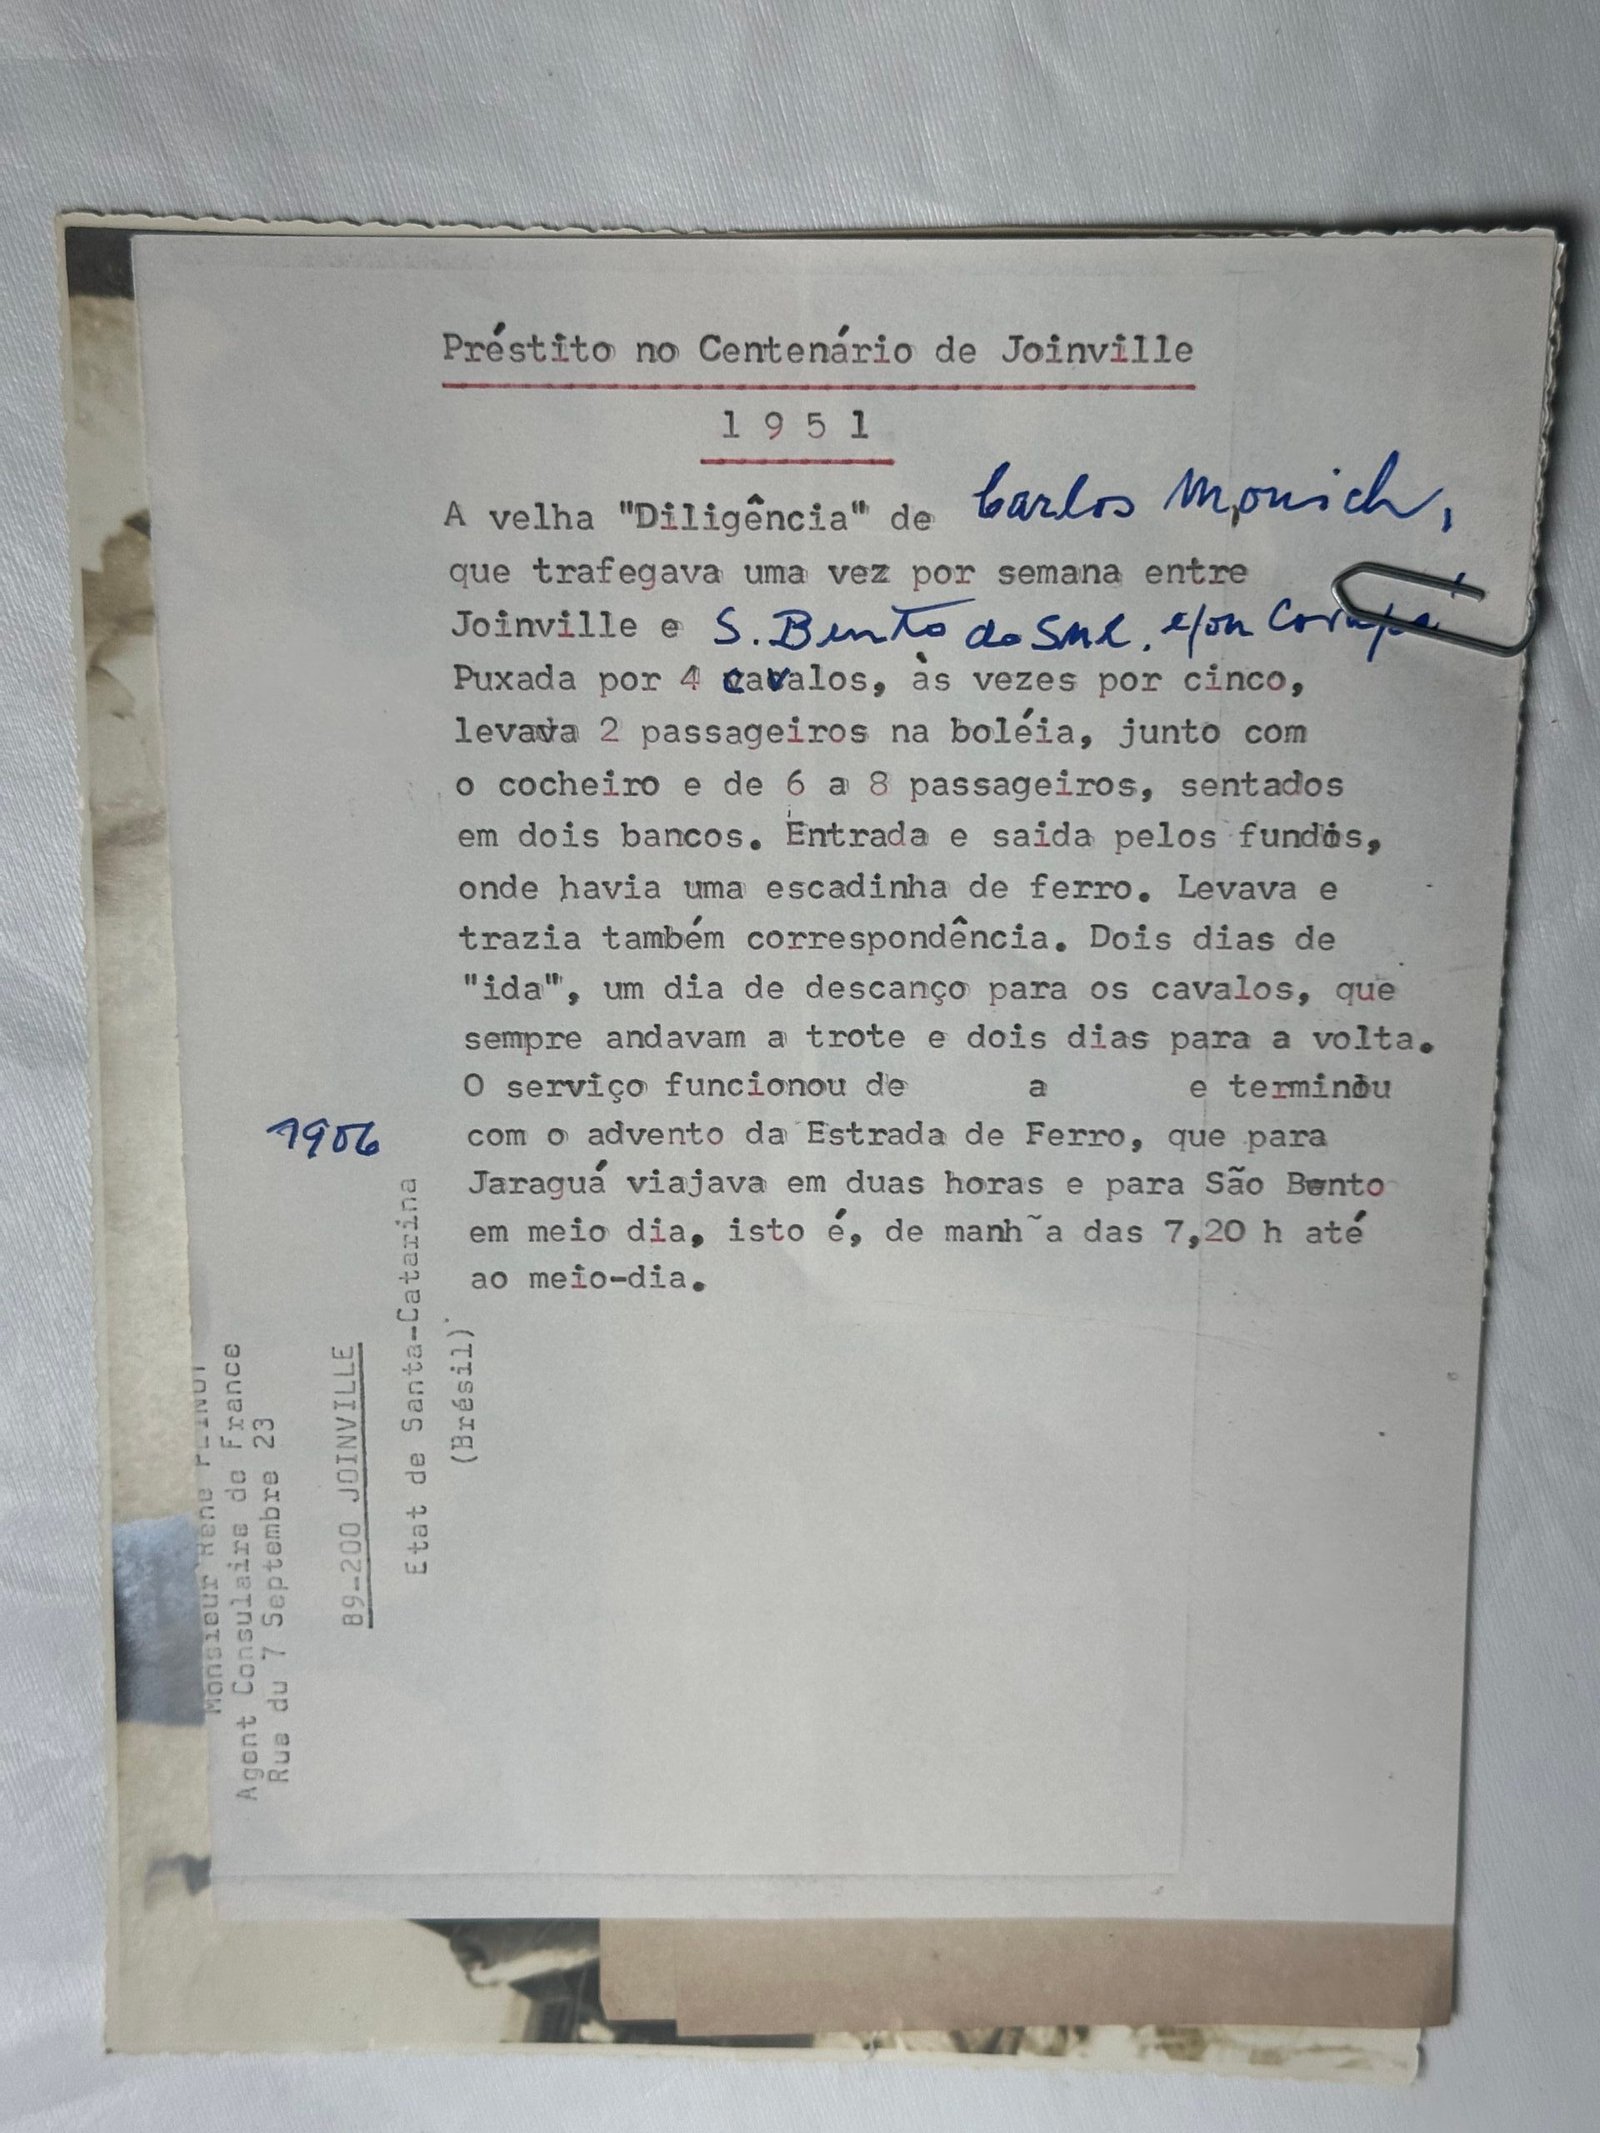 Préstito no Centenário de Joinville
1 9 5 1
A velha "Diligência" de Carlos Monich,
que trafegava uma vez por semana entre
Joinville e S. Bento do Sul. e/ou Corupá
Puxada por 4 cavalos, às vezes por cinco,
levava 2 passageiros na boléia, junto com
o cocheiro e de 6 a 8 passageiros, sentados
em dois bancos. Entrada e saida pelos fundos,
onde havia uma escadinha de ferro. Levava e
trazia também correspondência. Dois dias de
"ida", um dia de descanço para os cavalos, que
sempre andavam a trote e dois dias para a volta.
O serviço funcionou de a e terminou
1906
com o advento da Estrada de Ferro, que para
Jaraguá viajava em duas horas e para São Bento
em meio dia, isto é, de manh~a das 7,20 h até
ao meio-dia.
Monsieur René
Agent Consulaire de France
Rue du 7 Septembre 23
89-200 JOINVILLE
Etat de Santa-Catarina
(Brésil)